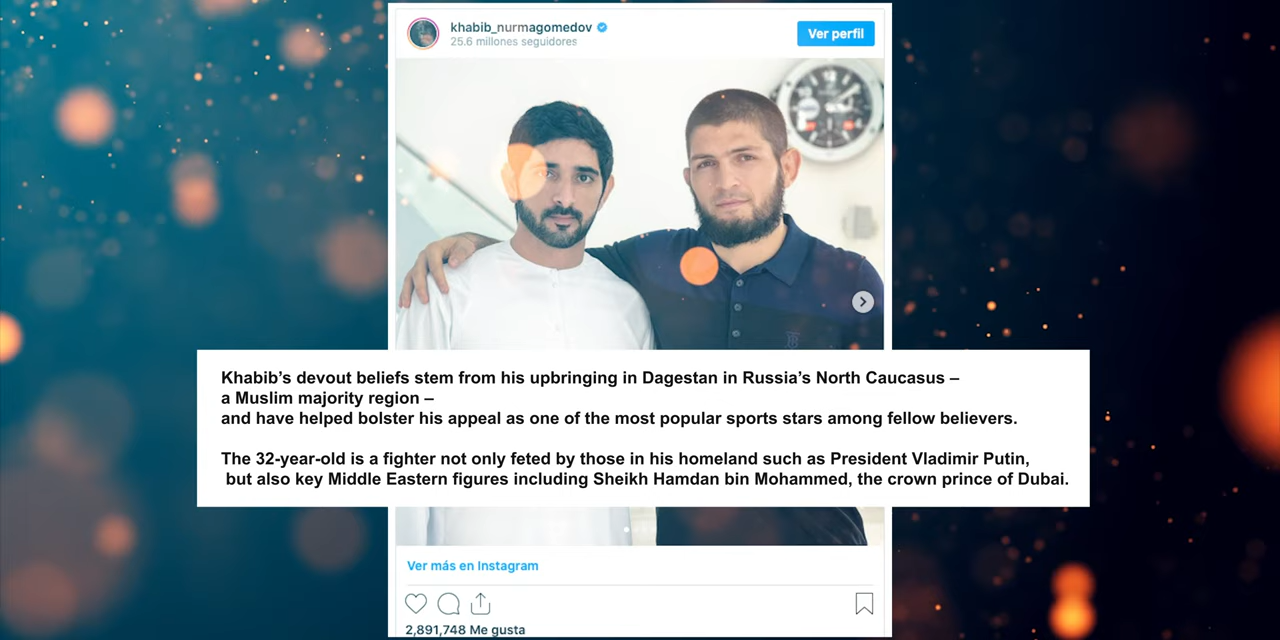 khabib_nurmagomedov
25.6 millones seguidores
Ver perfil
Khabib’s devout beliefs stem from his upbringing in Dagestan in Russia’s North Caucasus –
a Muslim majority region –
and have helped bolster his appeal as one of the most popular sports stars among fellow believers.
The 32-year-old is a fighter not only feted by those in his homeland such as President Vladimir Putin,
but also key Middle Eastern figures including Sheikh Hamdan bin Mohammed, the crown prince of Dubai.
Ver más en Instagram
2,891,748 Me gusta